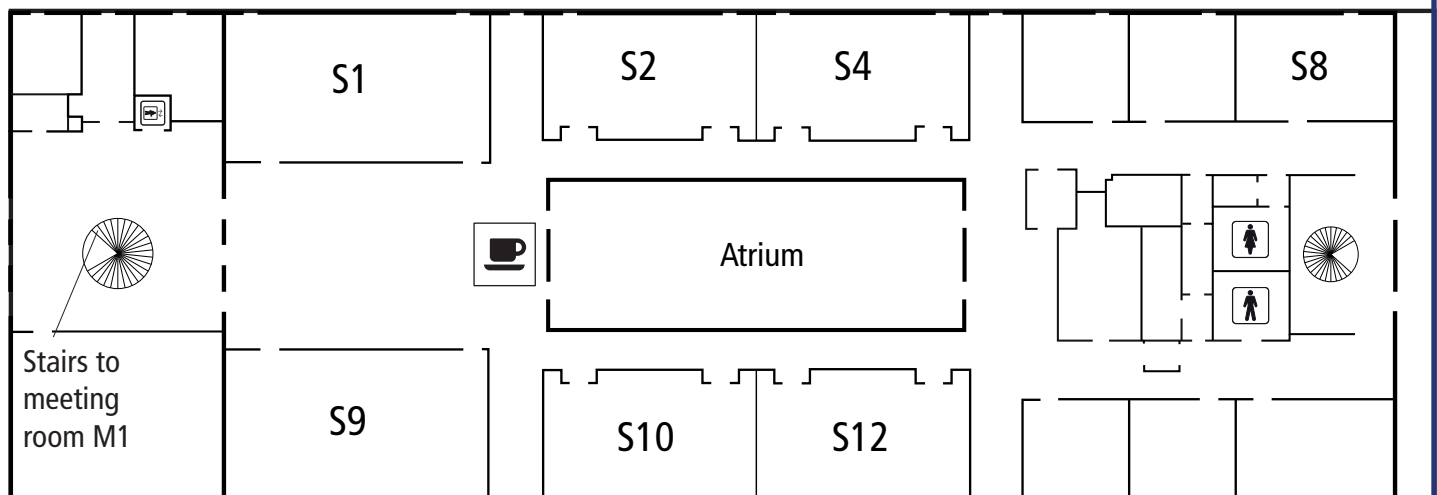 S1
S2
S4
S8
Atrium
Stairs to
meeting
room M1
S9
S10
S12